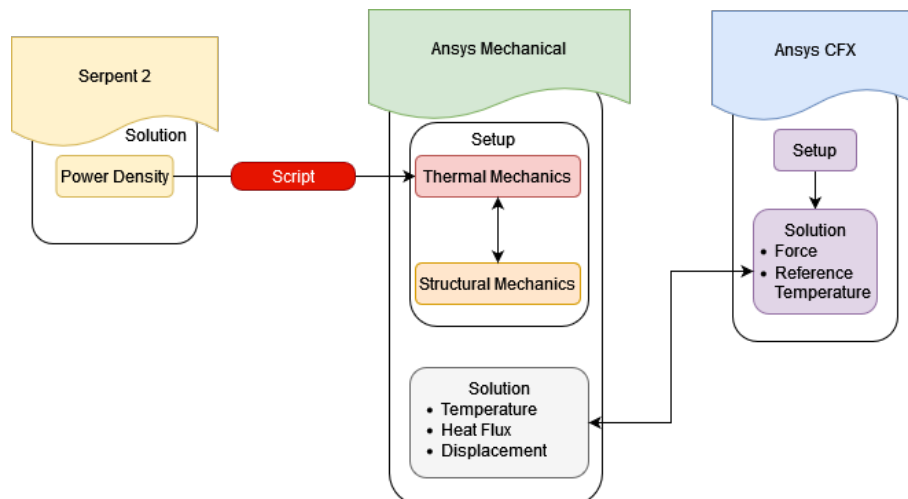 Serpent 2
Solution
Power Density
Script
Ansys Mechanical
Setup
Thermal Mechanics
Structural Mechanics
Solution
• Temperature
• Heat Flux
• Displacement
Ansys CFX
Setup
Solution
• Force
• Reference
Temperature